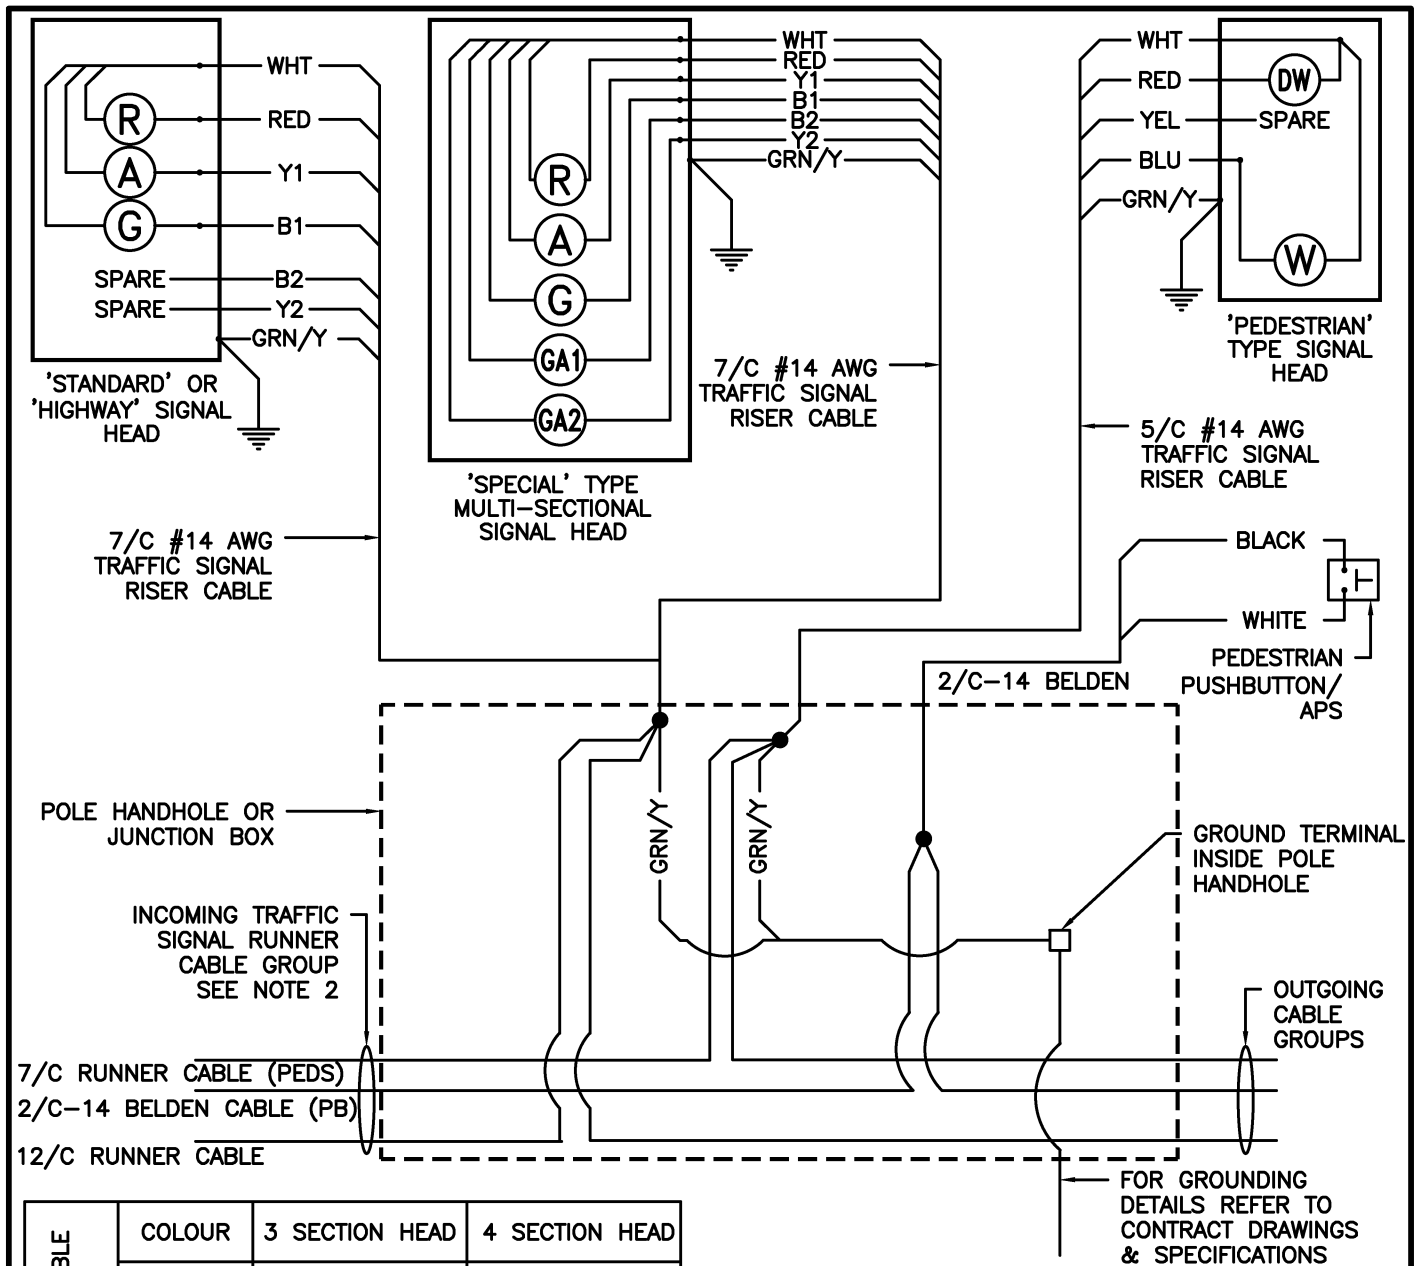 WHT
RED
Y1
B1
SPARE B2
SPARE Y2
GRN/Y
R
A
G
'STANDARD' OR
'HIGHWAY' SIGNAL
HEAD
7/C #14 AWG
TRAFFIC SIGNAL
RISER CABLE
WHT
RED
Y1
B1
B2
Y2
GRN/Y
R
A
G
GA1
GA2
'SPECIAL' TYPE
MULTI-SECTIONAL
SIGNAL HEAD
7/C #14 AWG
TRAFFIC SIGNAL
RISER CABLE
WHT
RED DW
YEL SPARE
BLU
GRN/Y
W
'PEDESTRIAN'
TYPE SIGNAL
HEAD
5/C #14 AWG
TRAFFIC SIGNAL
RISER CABLE
BLACK
WHITE
PEDESTRIAN
PUSHBUTTON/
APS
2/C-14 BELDEN
POLE HANDHOLE OR
JUNCTION BOX
GRN/Y
GRN/Y
GROUND TERMINAL
INSIDE POLE
HANDHOLE
INCOMING TRAFFIC
SIGNAL RUNNER
CABLE GROUP
SEE NOTE 2
OUTGOING
CABLE
GROUPS
7/C RUNNER CABLE (PEDS)
2/C-14 BELDEN CABLE (PB)
12/C RUNNER CABLE
FOR GROUNDING
DETAILS REFER TO
CONTRACT DRAWINGS
& SPECIFICATIONS
COLOUR 3 SECTION HEAD 4 SECTION HEAD